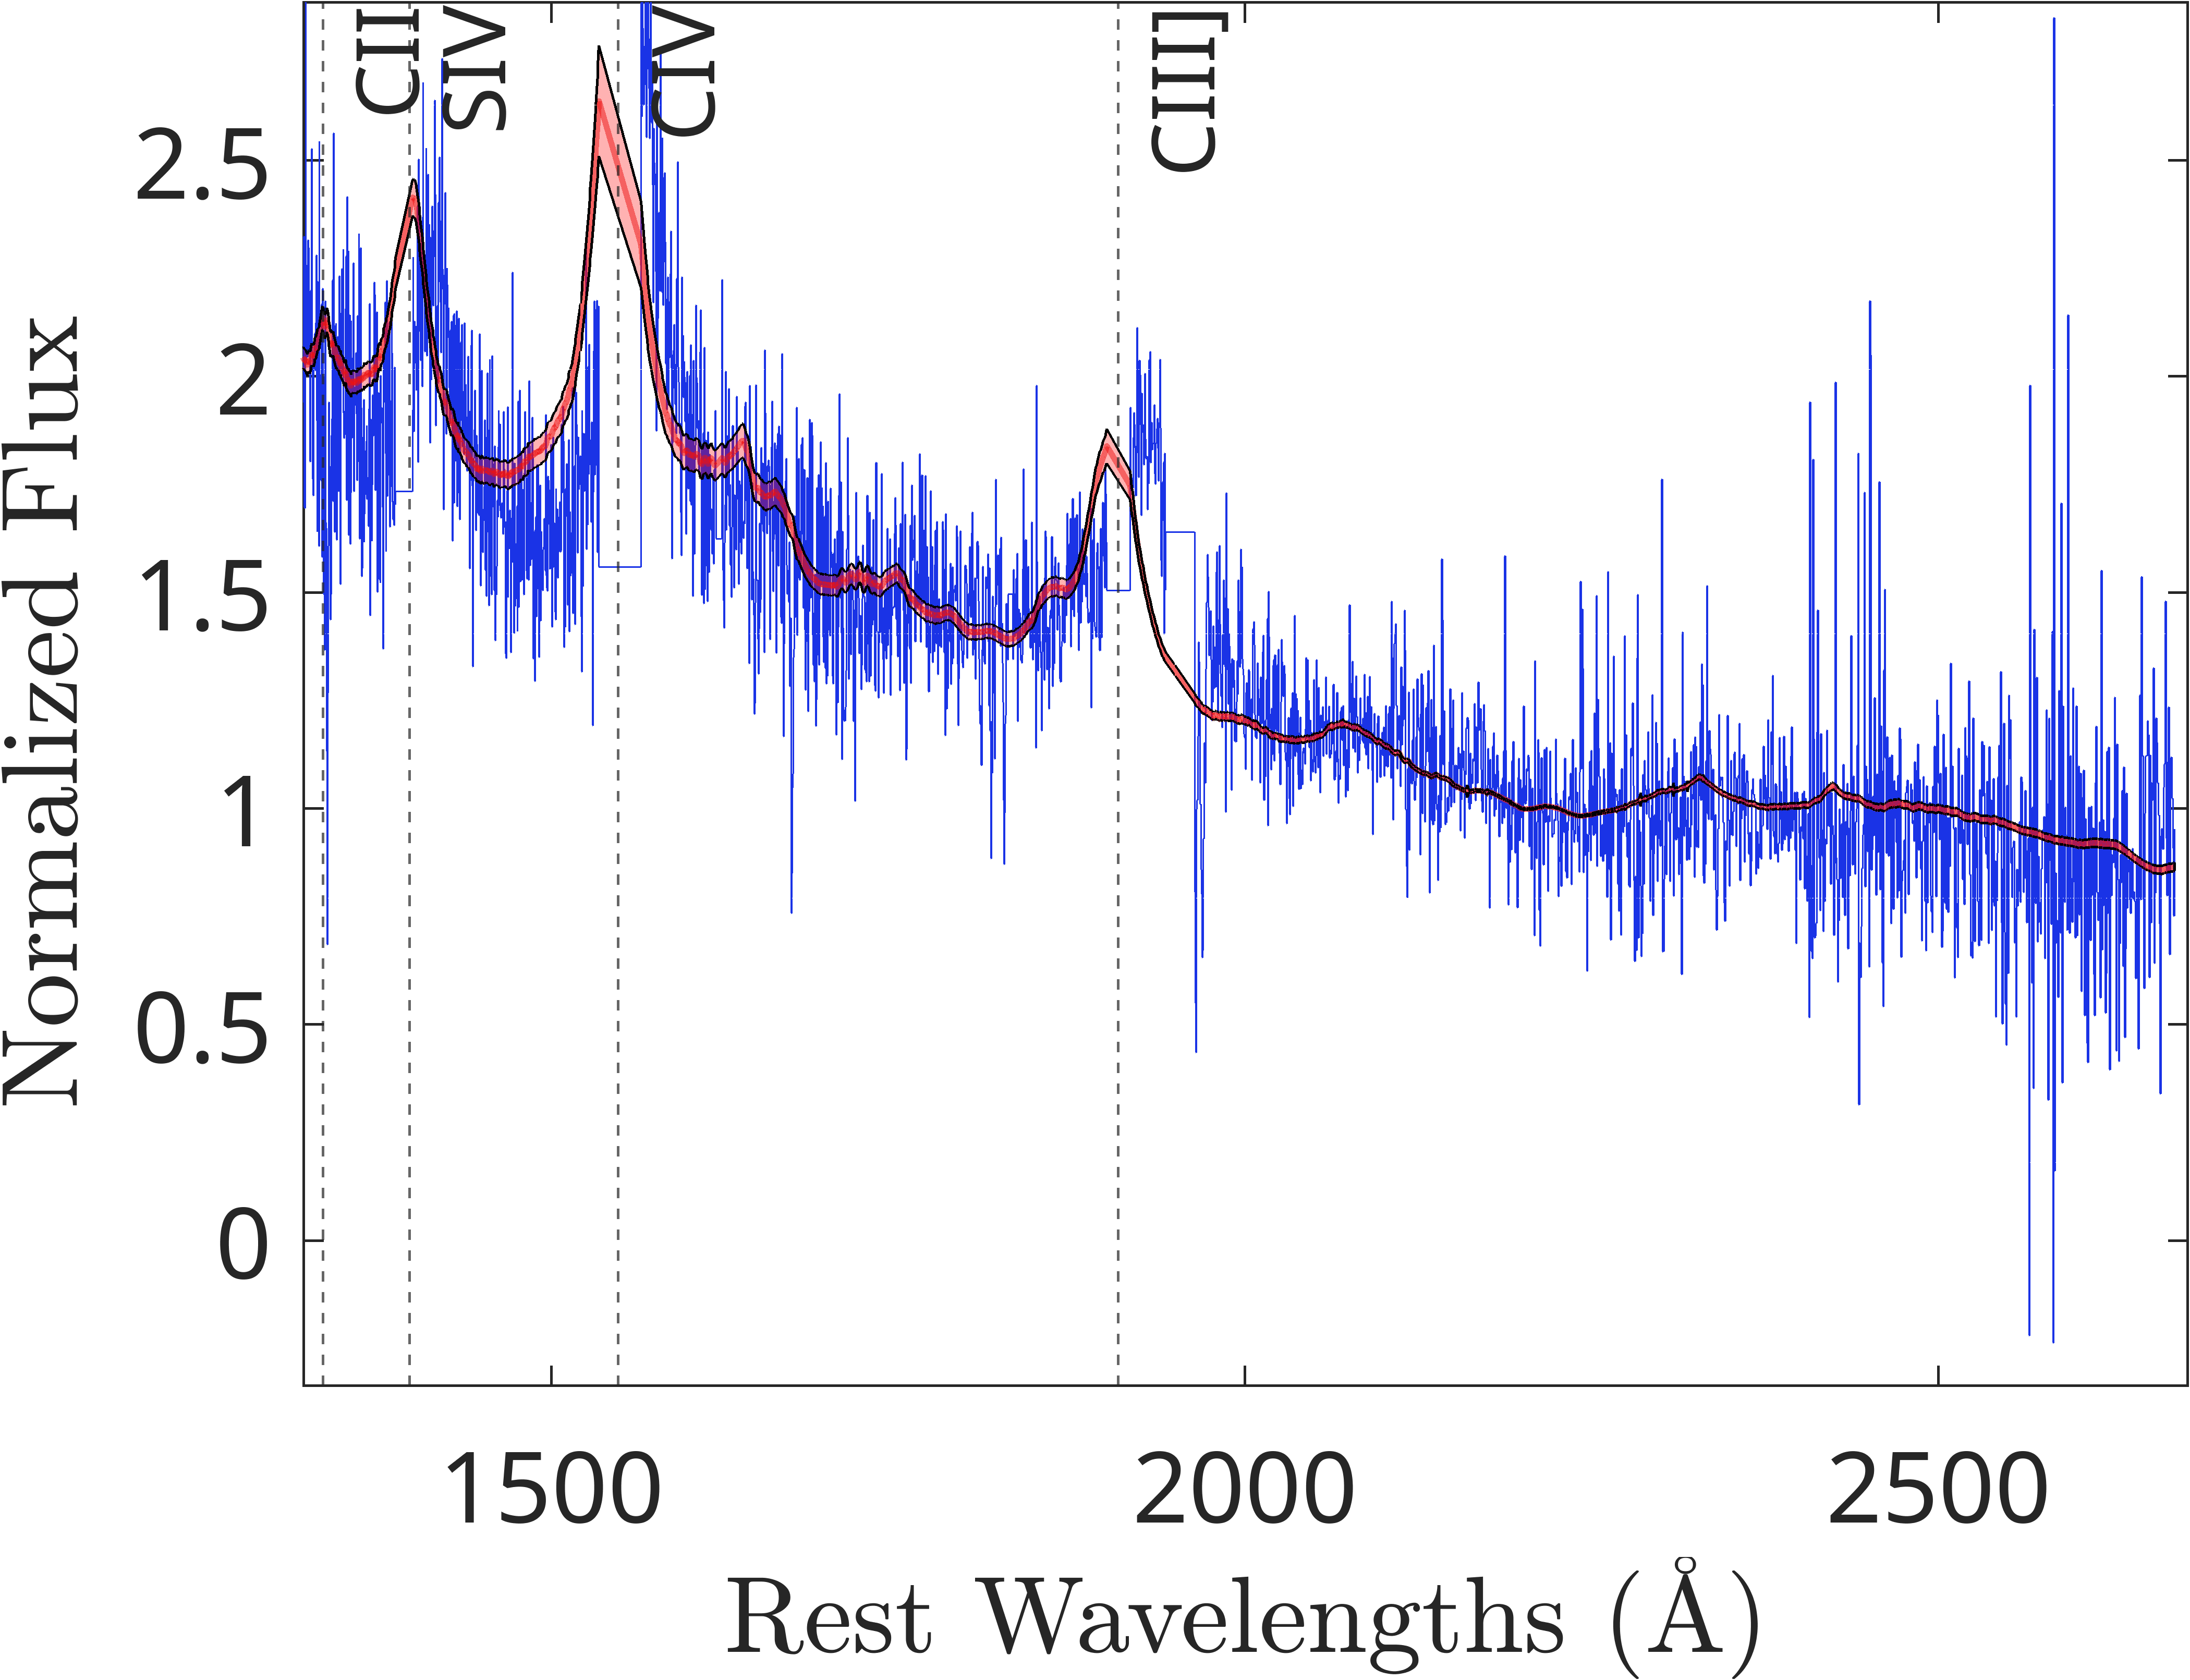 CII
SIV
CIV
CIII]
2.5
2
1.5
1
0.5
0
Normalized Flux
1500
2000
2500
Rest Wavelengths (Å)